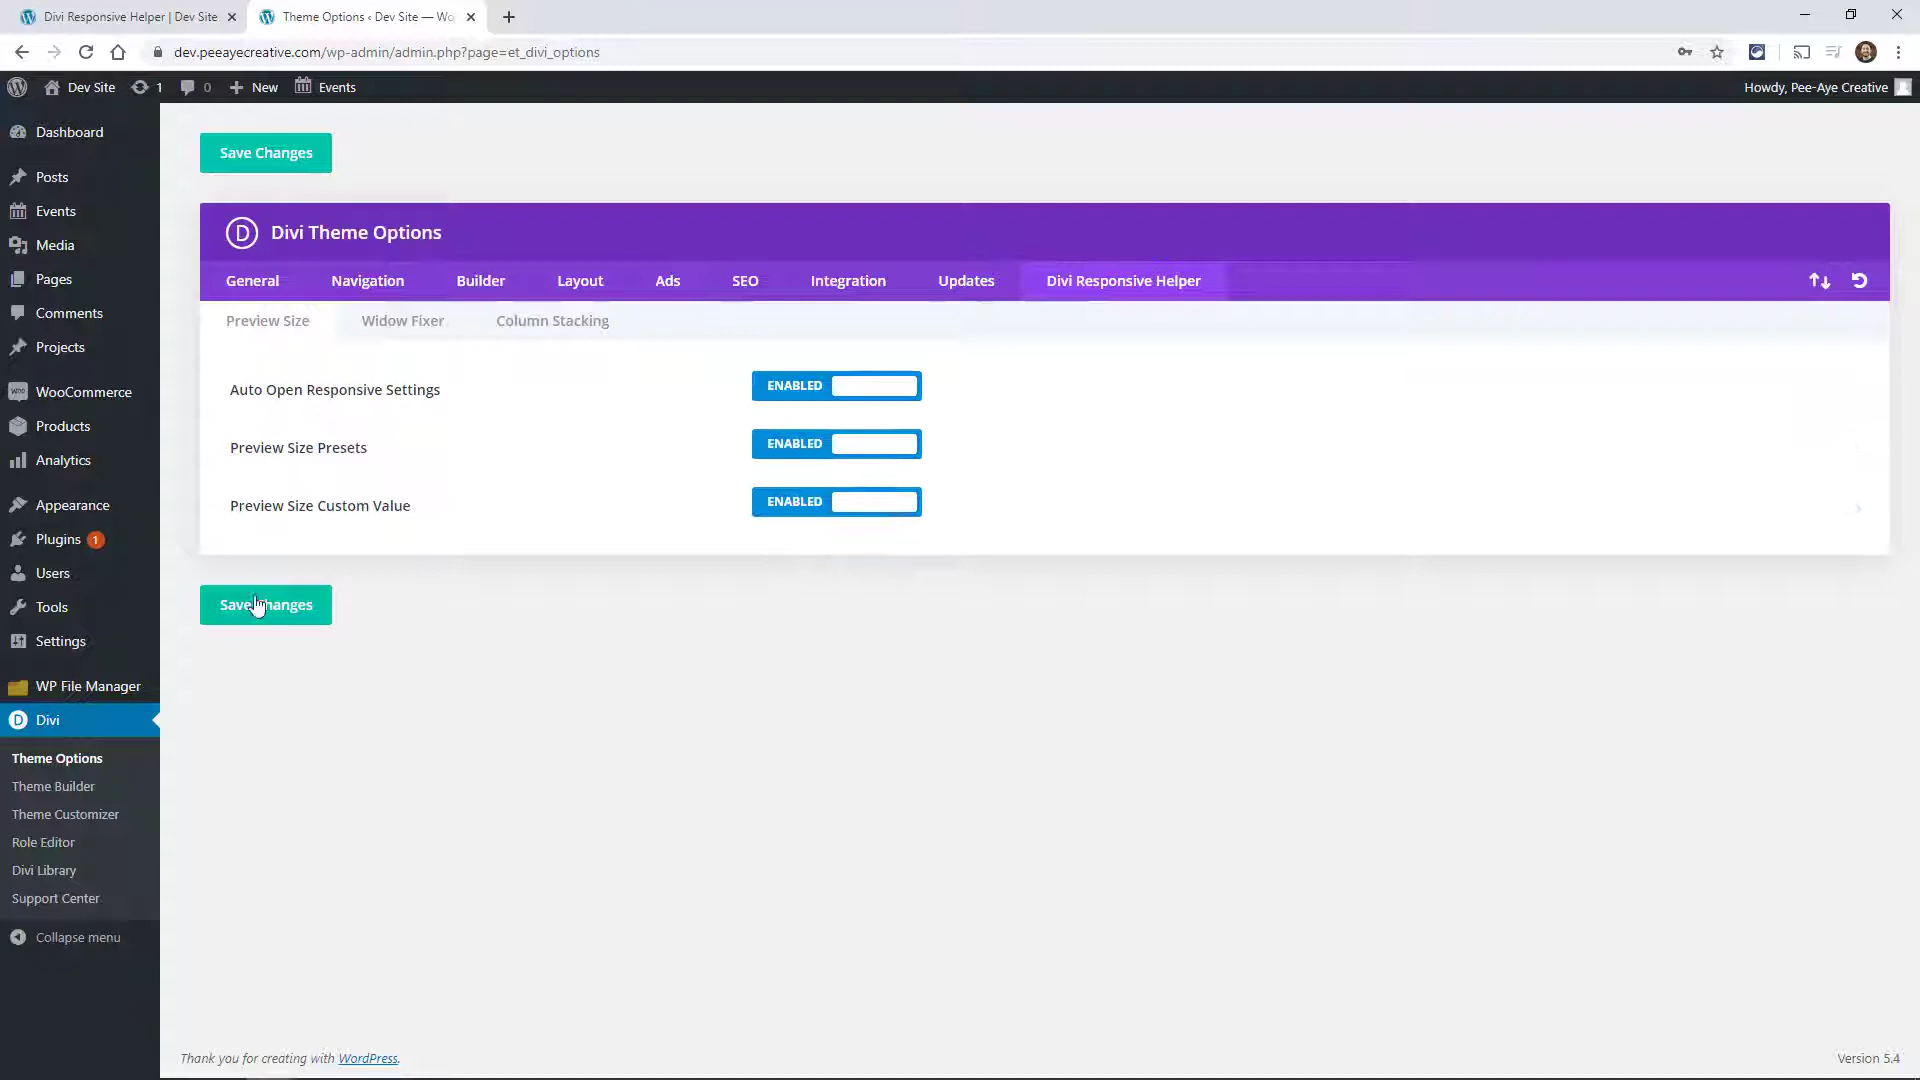 Divi Responsive Helper | Dev Site
Theme Options ‹ Dev Site — Wo
dev.peeayecreative.com/wp-admin/admin.php?page=et_divi_options
Dev Site
1
0
New
Events
Howdy, Pee-Aye Creative
Dashboard
Posts
Events
Media
Pages
Comments
Projects
WooCommerce
Products
Analytics
Appearance
Plugins 1
Users
Tools
Settings
WP File Manager
Divi
Theme Options
Theme Builder
Theme Customizer
Role Editor
Divi Library
Support Center
Collapse menu
Save Changes
D Divi Theme Options
General Navigation Builder Layout Ads SEO Integration Updates Divi Responsive Helper
Preview Size Widow Fixer Column Stacking
Auto Open Responsive Settings ENABLED
Preview Size Presets ENABLED
Preview Size Custom Value ENABLED
Save Changes
Thank you for creating with WordPress.
Version 5.4